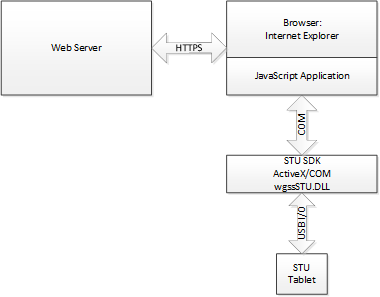 Web Server
HTTPS
Browser:
Internet Explorer
JavaScript Application
COM
STU SDK
ActiveX/COM
wgssSTU.DLL
USB I/O
STU
Tablet